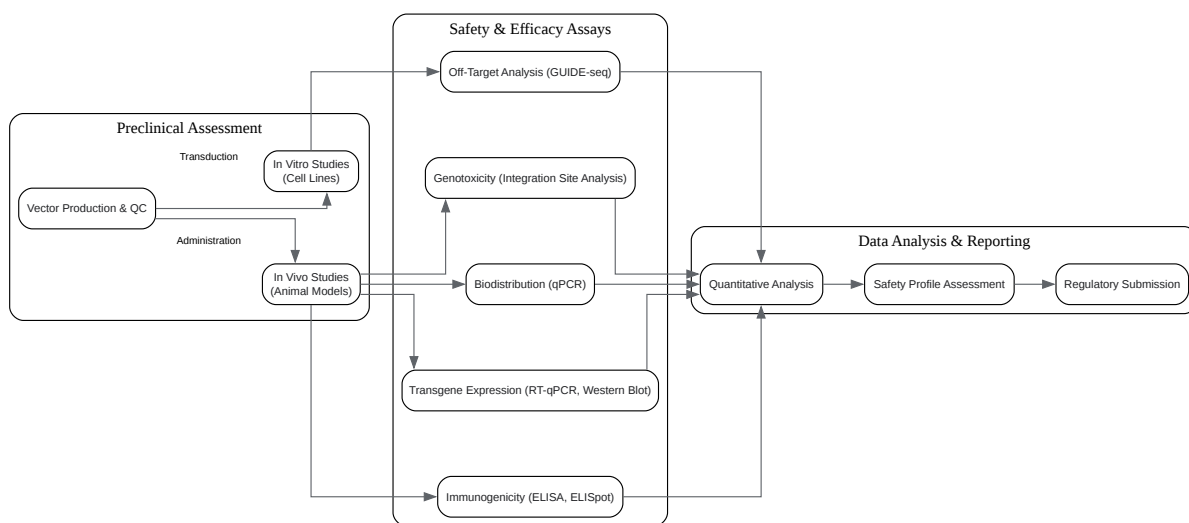 Safety & Efficacy Assays
Off-Target Analysis (GUIDE-seq)
Preclinical Assessment
Transduction
In Vitro Studies
(Cell Lines)
Genotoxicity (Integration Site Analysis)
Vector Production & QC
Administration
Data Analysis & Reporting
In Vivo Studies
(Animal Models)
Biodistribution (qPCR)
Quantitative Analysis
Safety Profile Assessment
Regulatory Submission
Transgene Expression (RT-qPCR, Western Blot)
Immunogenicity (ELISA, ELISpot)